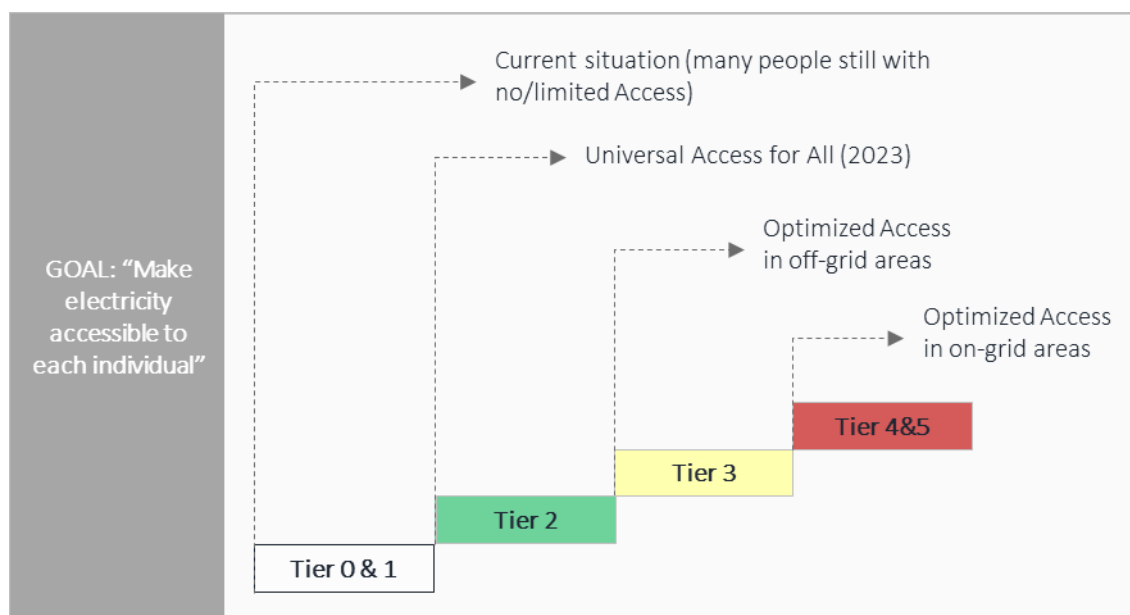 GOAL: “Make
electricity
accessible to
each individual”
Current situation (many people still with
no/limited Access)
Universal Access for All (2023)
Optimized Access
in off-grid areas
Optimized Access
in on-grid areas
Tier 4&5
Tier 3
Tier 2
Tier 0 & 1